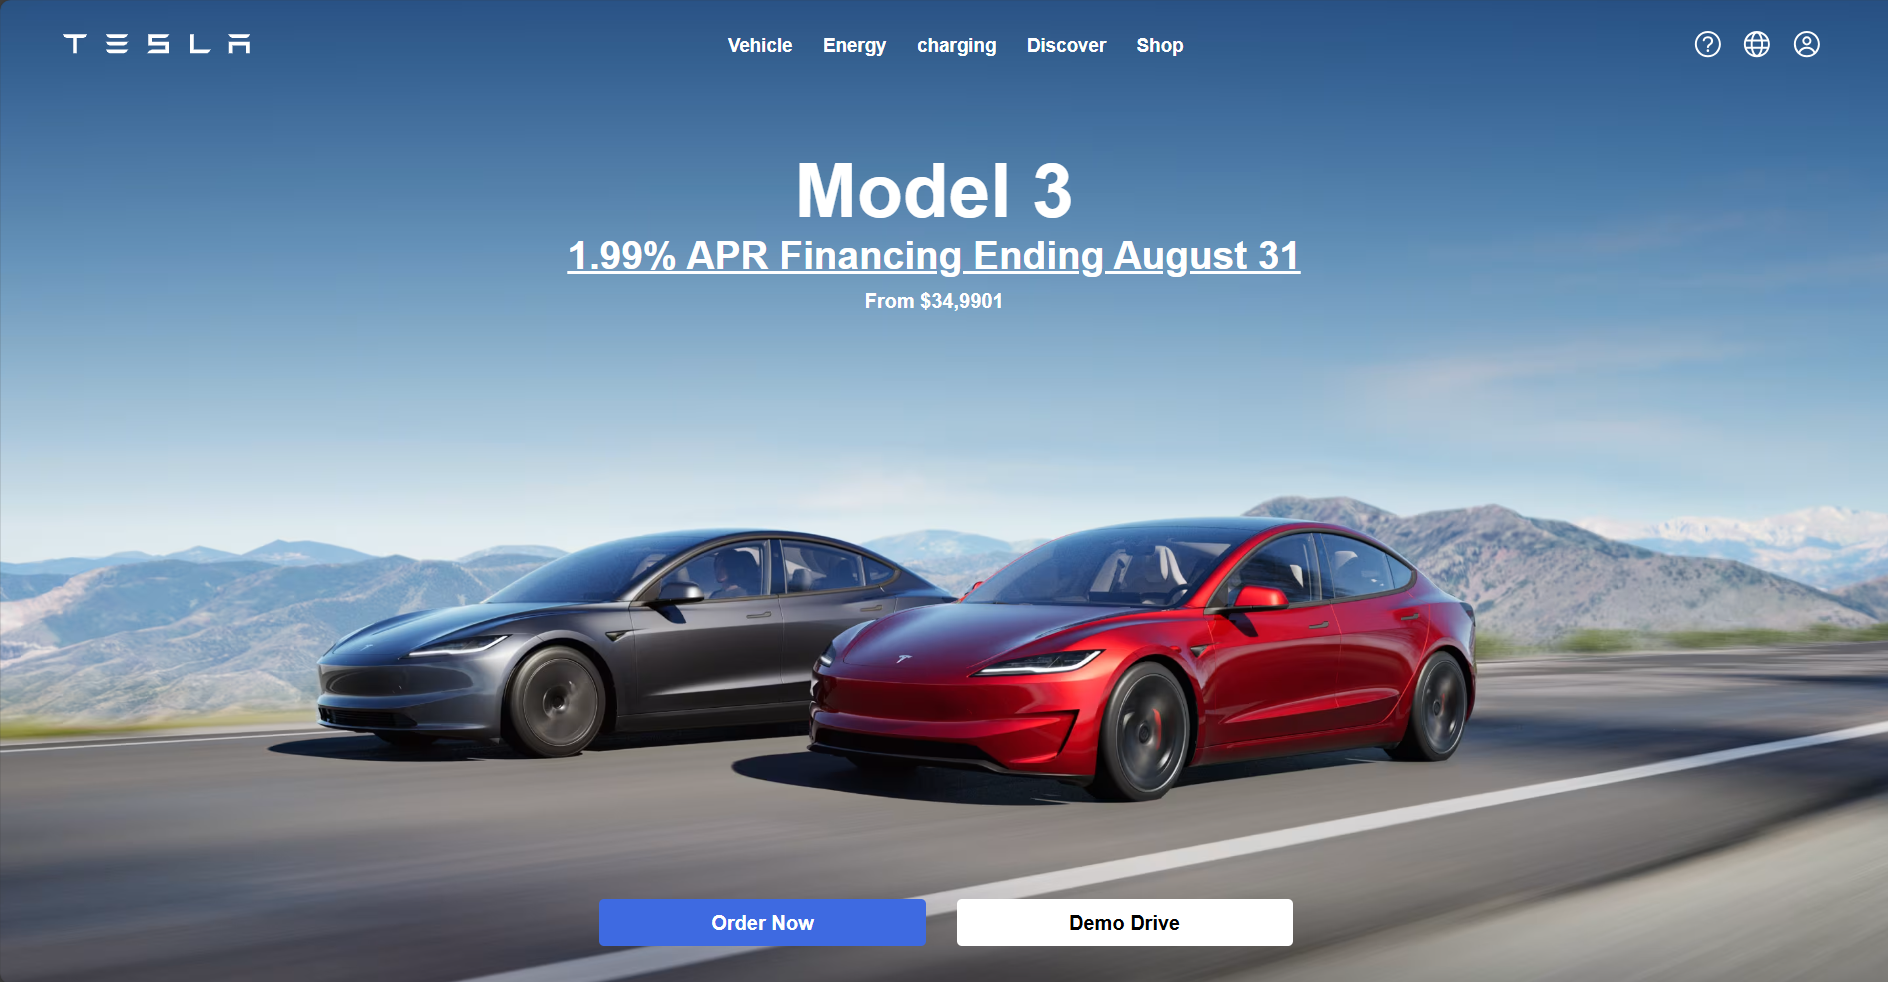 TESLA
Vehicle Energy charging Discover Shop
Model 3
1.99% APR Financing Ending August 31
From $34,9901
Order Now
Demo Drive